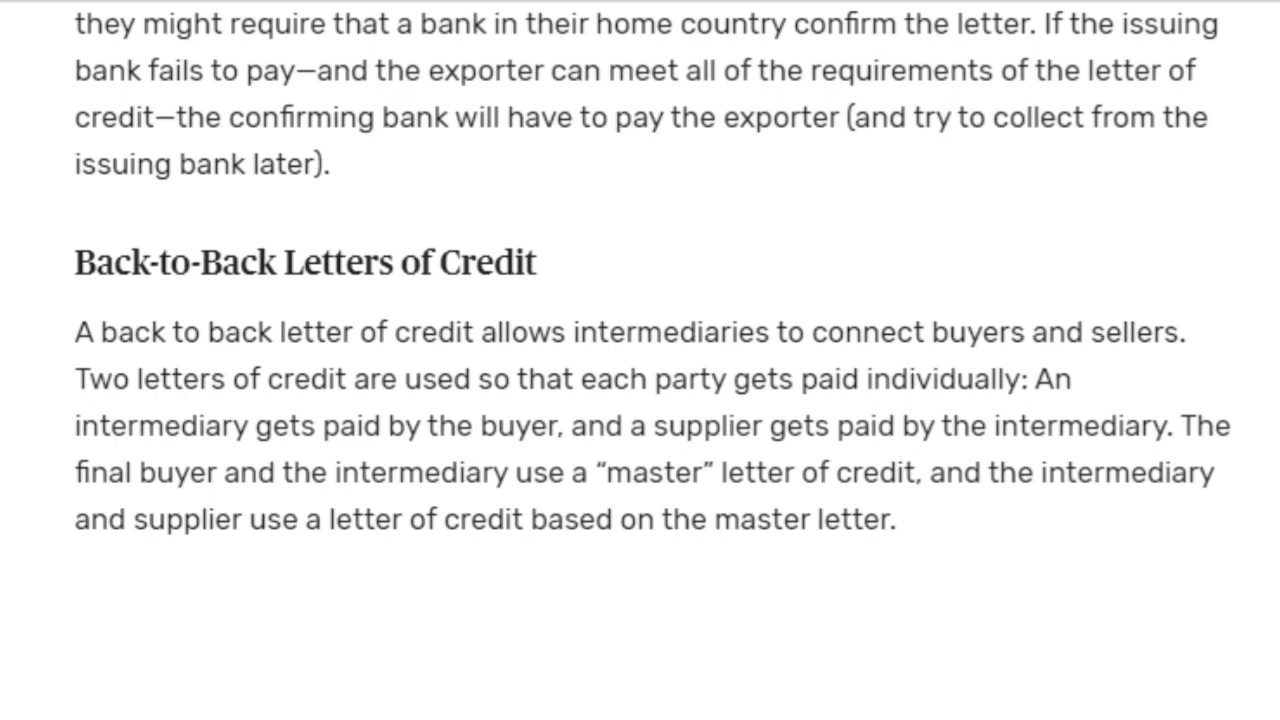 they might require that a bank in their home country confirm the letter. If the issuing
bank fails to pay—and the exporter can meet all of the requirements of the letter of
credit—the confirming bank will have to pay the exporter (and try to collect from the
issuing bank later).
Back-to-Back Letters of Credit
A back to back letter of credit allows intermediaries to connect buyers and sellers.
Two letters of credit are used so that each party gets paid individually: An
intermediary gets paid by the buyer, and a supplier gets paid by the intermediary. The
final buyer and the intermediary use a “master” letter of credit, and the intermediary
and supplier use a letter of credit based on the master letter.